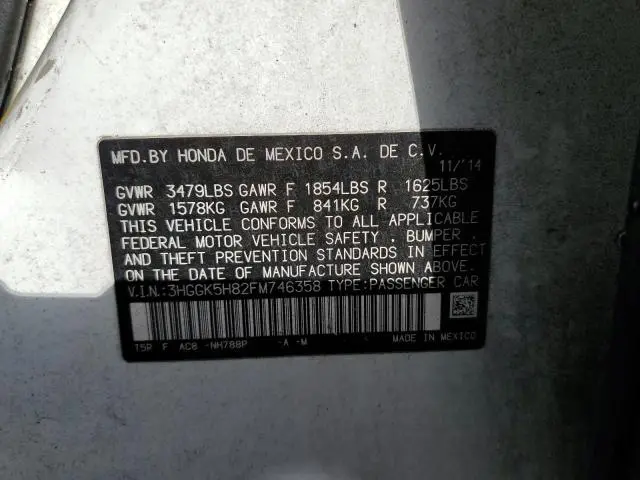 MFD.BY HONDA DE MEXICO S.A. DE C.V.
11/'14
GVWR 3479LBS GAWR F 1854LBS R 1625LBS
GVWR 1578KG GAWR F 841KG R 737KG
THIS VEHICLE CONFORMS TO ALL APPLICABLE
FEDERAL MOTOR VEHICLE SAFETY , BUMPER ,
AND THEFT PREVENTION STANDARDS IN EFFECT
ON THE DATE OF MANUFACTURE SHOWN ABOVE.
V.I.N.:3HGGK5H82FM746358 TYPE:PASSENGER CAR
T5R F AC8 -NH788P -A -M
MADE IN MEXICO